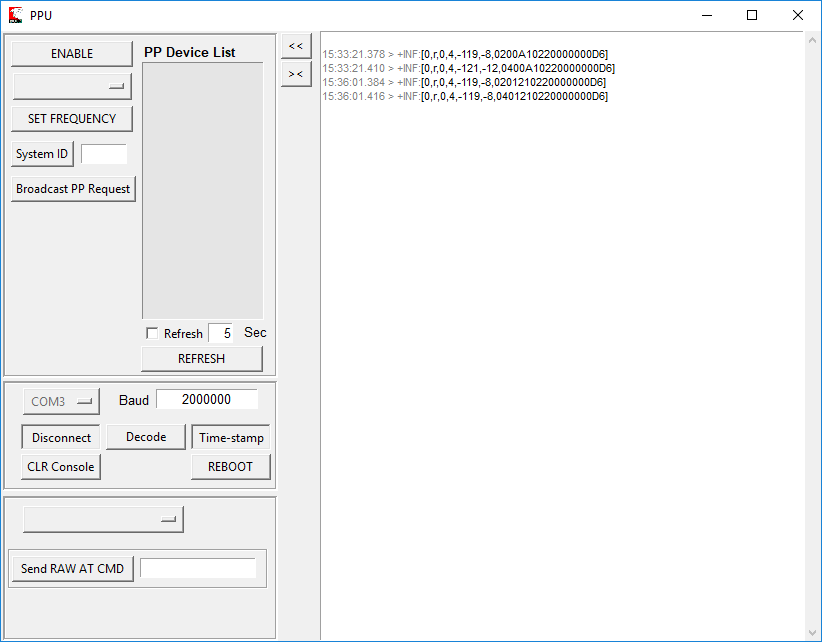 PPU
ENABLE
PP Device List
SET FREQUENCY
System ID
Broadcast PP Request
Refresh 5 Sec
REFRESH
COM3
Baud 2000000
Disconnect Decode Time-stamp
CLR Console REBOOT
Send RAW AT CMD
<<
><
15:33:21.378 > +INF:[0,r,0,4,-119,-8,0200A10220000000D6]
15:33:21.410 > +INF:[0,r,0,4,-121,-12,0400A10220000000D6]
15:36:01.384 > +INF:[0,r,0,4,-119,-8,0201210220000000D6]
15:36:01.416 > +INF:[0,r,0,4,-119,-8,0401210220000000D6]